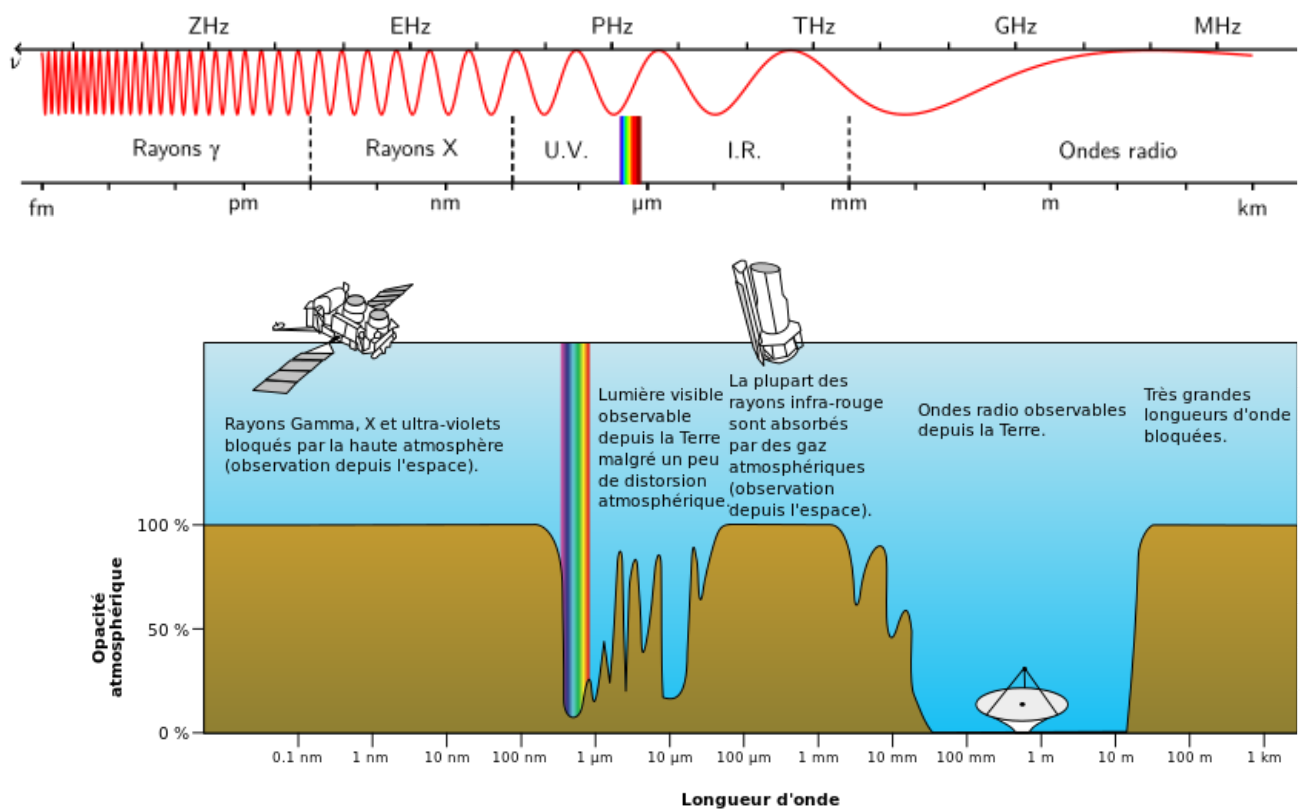 ZHz EHz PHz THz GHz MHz
ν
Rayons γ Rayons X U.V. I.R. Ondes radio
fm pm nm µm mm m km
Rayons Gamma, X et ultra-violets
bloqués par la haute atmosphère
(observation depuis l'espace).
Lumière visible
observable
depuis la Terre
malgré un peu
de distorsion
atmosphérique.
La plupart des
rayons infra-rouge
sont absorbés
par des gaz
atmosphériques
(observation
depuis l'espace).
Ondes radio observables
depuis la Terre.
Très grandes
longueurs d'onde
bloquées.
Opacité
atmosphérique
100 %
50 %
0 %
0.1 nm 1 nm 10 nm 100 nm 1 µm 10 µm 100 µm 1 mm 10 mm 100 mm 1 m 10 m 100 m 1 km
Longueur d'onde